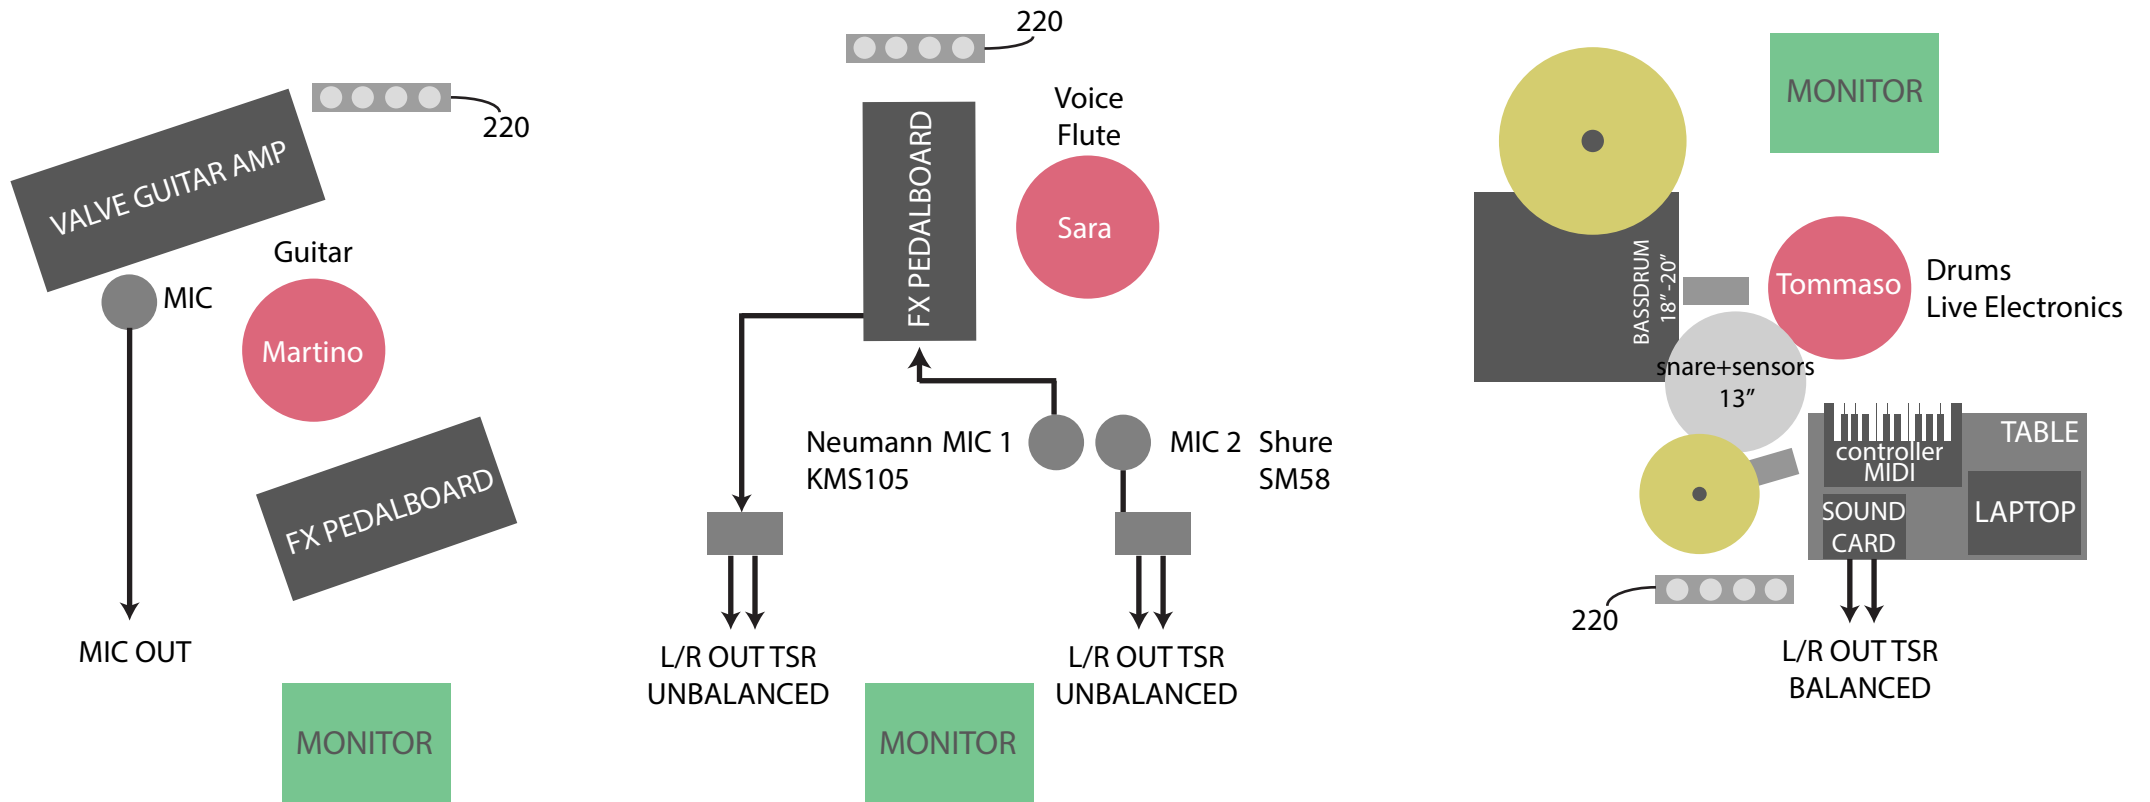 220
VALVE GUITAR AMP
Guitar
MIC
Martino
FX PEDALBOARD
MIC OUT
MONITOR
220
Voice
Flute
FX PEDALBOARD
Sara
Neumann MIC 1
KMS105
MIC 2 Shure
SM58
L/R OUT TSR
UNBALANCED
L/R OUT TSR
UNBALANCED
MONITOR
MONITOR
BASSDRUM
18”-20”
Tommaso
Drums
Live Electronics
snare+sensors
13”
TABLE
controller
MIDI
SOUND
CARD
LAPTOP
220
L/R OUT TSR
BALANCED